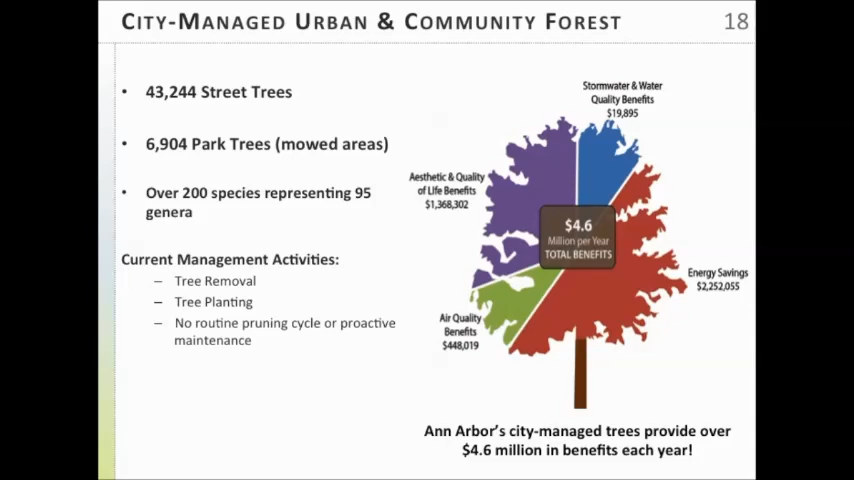 CITY-MANAGED URBAN & COMMUNITY FOREST
18
• 43,244 Street Trees
• 6,904 Park Trees (mowed areas)
• Over 200 species representing 95
genera
Current Management Activities:
– Tree Removal
– Tree Planting
– No routine pruning cycle or proactive
maintenance
Stormwater & Water
Quality Benefits
$19,895
Aesthetic & Quality
of Life Benefits
$1,368,302
$4.6
Million per Year
TOTAL BENEFITS
Energy Savings
$2,252,055
Air Quality
Benefits
$448,019
Ann Arbor's city-managed trees provide over
$4.6 million in benefits each year!